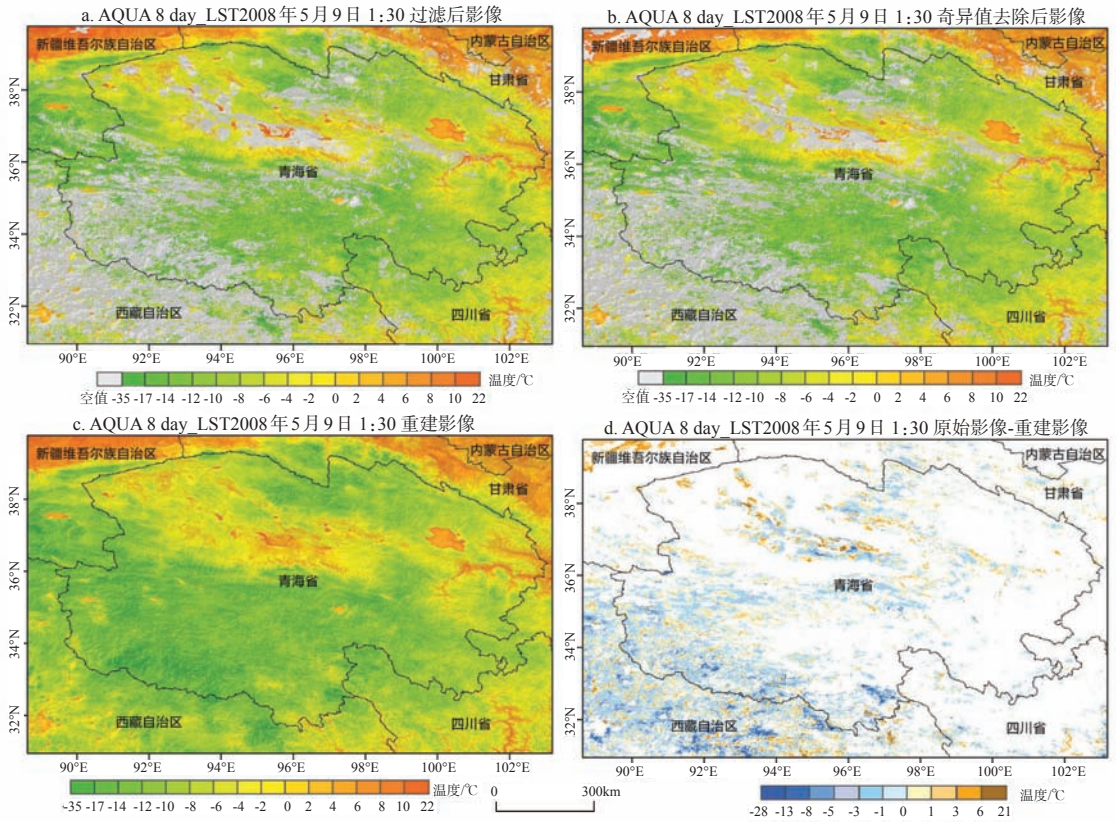 a. AQUA 8 day_LST2008年5月9日 1:30 过滤后影像
新疆维吾尔族自治区
内蒙古自治区
甘肃省
青海省
西藏自治区
四川省
38°N
36°N
34°N
32°N
90°E 92°E 94°E 96°E 98°E 100°E 102°E
空值 -35 -17 -14 -12 -10 -8 -6 -4 -2 0 2 4 6 8 10 22 温度/℃
b. AQUA 8 day_LST2008年5月9日 1:30 奇异值去除后影像
新疆维吾尔族自治区
内蒙古自治区
甘肃省
青海省
西藏自治区
四川省
38°N
36°N
34°N
32°N
90°E 92°E 94°E 96°E 98°E 100°E 102°E
空值 -35 -17 -14 -12 -10 -8 -6 -4 -2 0 2 4 6 8 10 22 温度/℃
c. AQUA 8 day_LST2008年5月9日 1:30 重建影像
新疆维吾尔族自治区
内蒙古自治区
甘肃省
青海省
西藏自治区
四川省
38°N
36°N
34°N
32°N
90°E 92°E 94°E 96°E 98°E 100°E 102°E
-35 -17 -14 -12 -10 -8 -6 -4 -2 0 2 4 6 8 10 22 温度/℃
0 300km
d. AQUA 8 day_LST2008年5月9日 1:30 原始影像-重建影像
新疆维吾尔族自治区
内蒙古自治区
甘肃省
青海省
西藏自治区
四川省
38°N
36°N
34°N
32°N
90°E 92°E 94°E 96°E 98°E 100°E 102°E
-28 -13 -8 -5 -3 -1 0 1 3 6 21 温度/℃